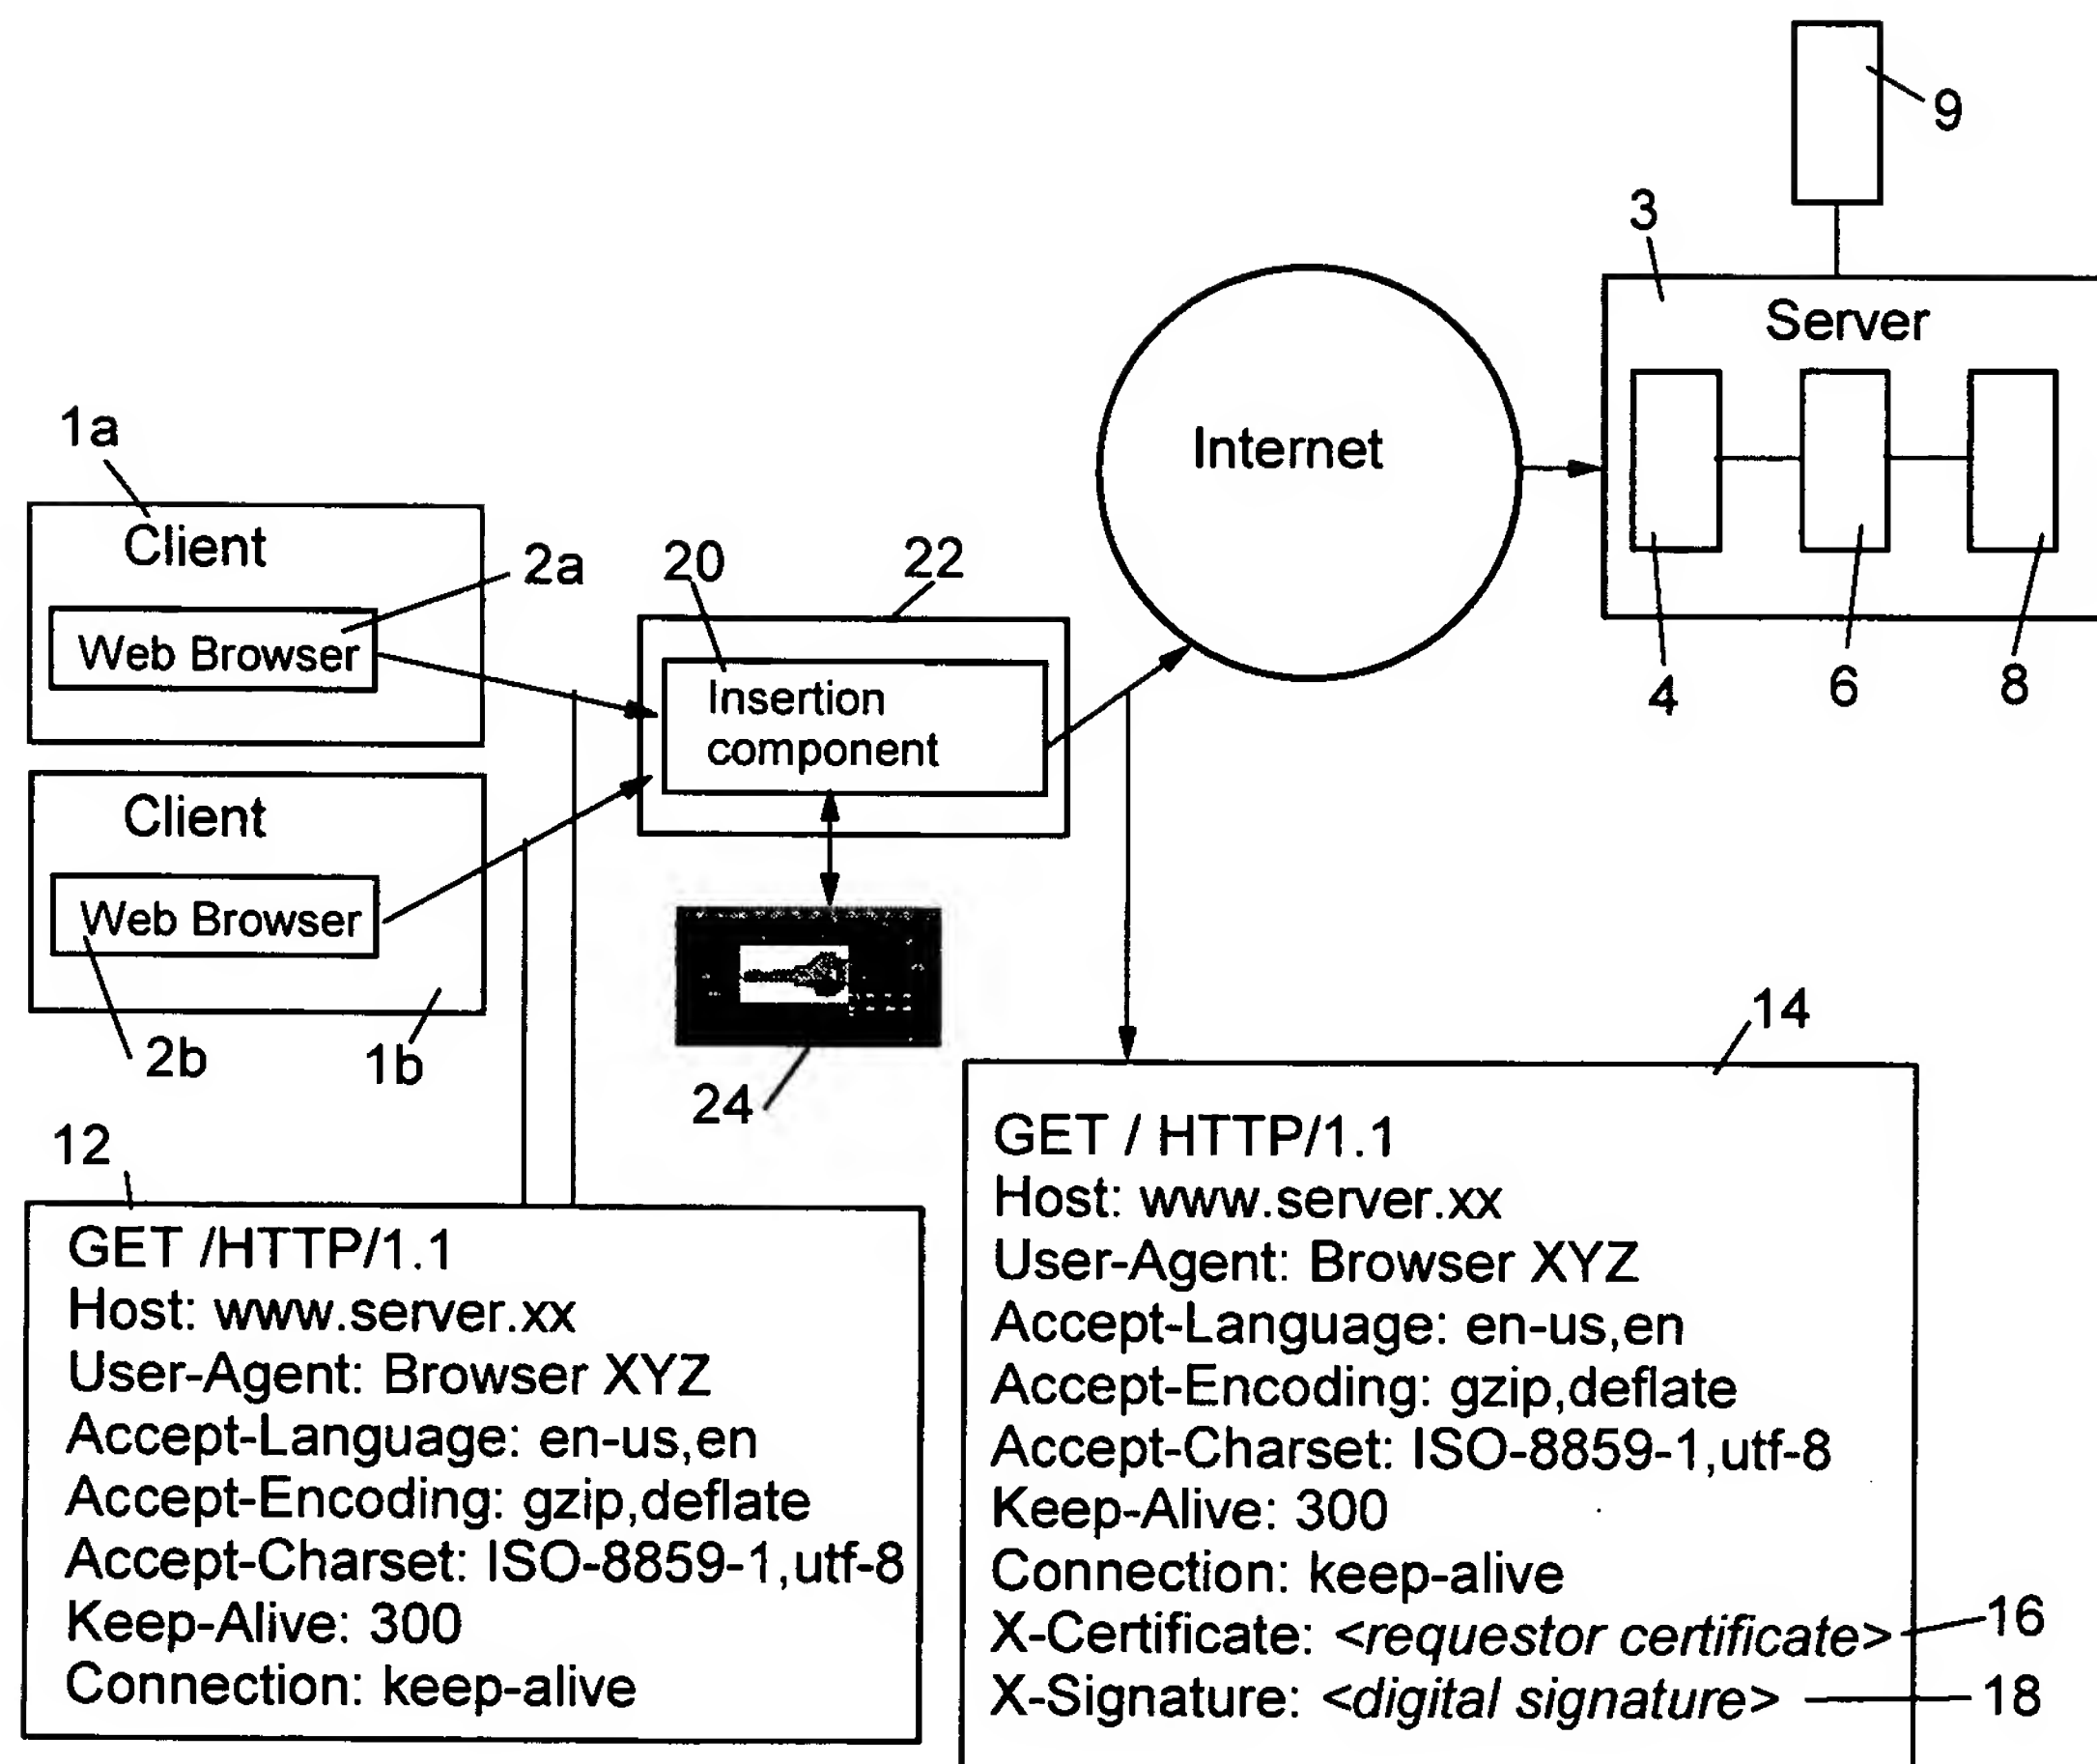 9
3
Server
Internet
4
6
8
1a
Client
2a
Web Browser
20
22
Insertion
component
Client
Web Browser
2b
1b
24
12
GET /HTTP/1.1
Host: www.server.xx
User-Agent: Browser XYZ
Accept-Language: en-us,en
Accept-Encoding: gzip,deflate
Accept-Charset: ISO-8859-1,utf-8
Keep-Alive: 300
Connection: keep-alive
14
GET / HTTP/1.1
Host: www.server.xx
User-Agent: Browser XYZ
Accept-Language: en-us,en
Accept-Encoding: gzip,deflate
Accept-Charset: ISO-8859-1,utf-8
Keep-Alive: 300
Connection: keep-alive
X-Certificate: <requestor certificate> 16
X-Signature: <digital signature> 18